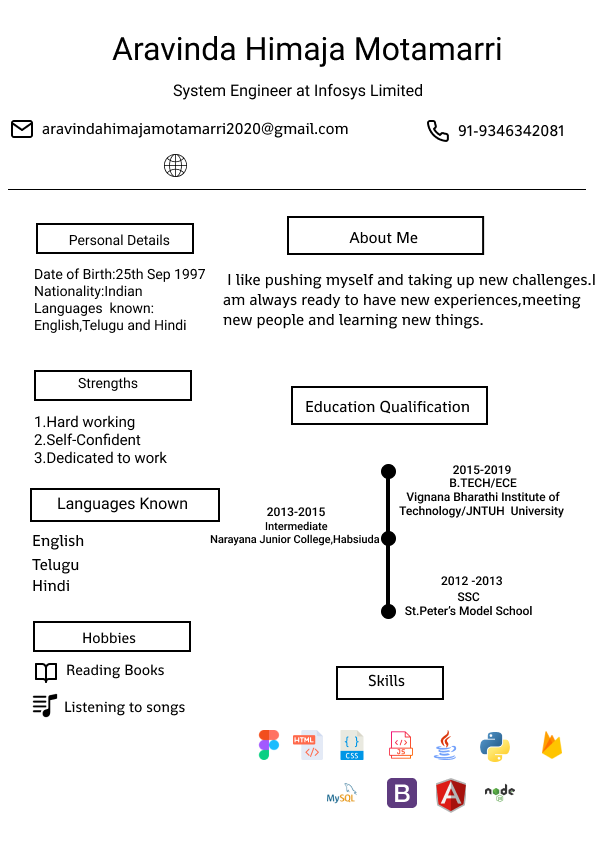 Aravinda Himaja Motamarri
System Engineer at Infosys Limited
aravindahimajamotamarri2020@gmail.com
91-9346342081
Personal Details
Date of Birth:25th Sep 1997
Nationality:Indian
Languages known:
English,Telugu and Hindi
Strengths
1.Hard working
2.Self-Confident
3.Dedicated to work
Languages Known
English
Telugu
Hindi
Hobbies
Reading Books
Listening to songs
About Me
I like pushing myself and taking up new challenges.I
am always ready to have new experiences,meeting
new people and learning new things.
Education Qualification
2015-2019
B.TECH/ECE
Vignana Bharathi Institute of
Technology/JNTUH University
2013-2015
Intermediate
Narayana Junior College,Habsiuda
2012 -2013
SSC
St.Peter's Model School
Skills
HTML
CSS
JS
MySQL
B
A
node
JS